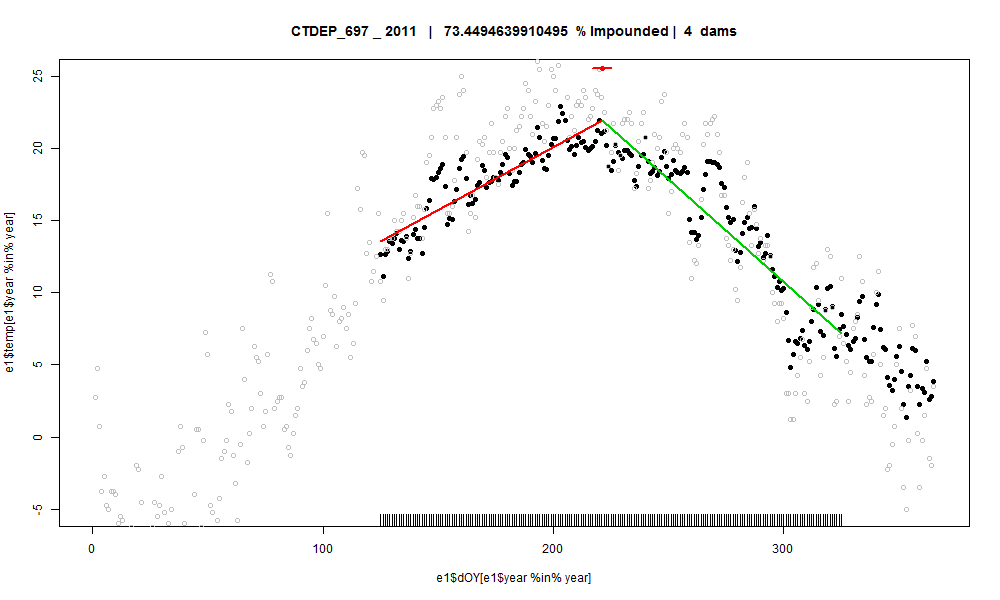 CTDEP_697 _ 2011 | 73.4494639910495 % Impounded | 4 dams
e1$temp[e1$year %in% year]
25
20
15
10
5
0
-5
0 100 200 300
e1$dOY[e1$year %in% year]